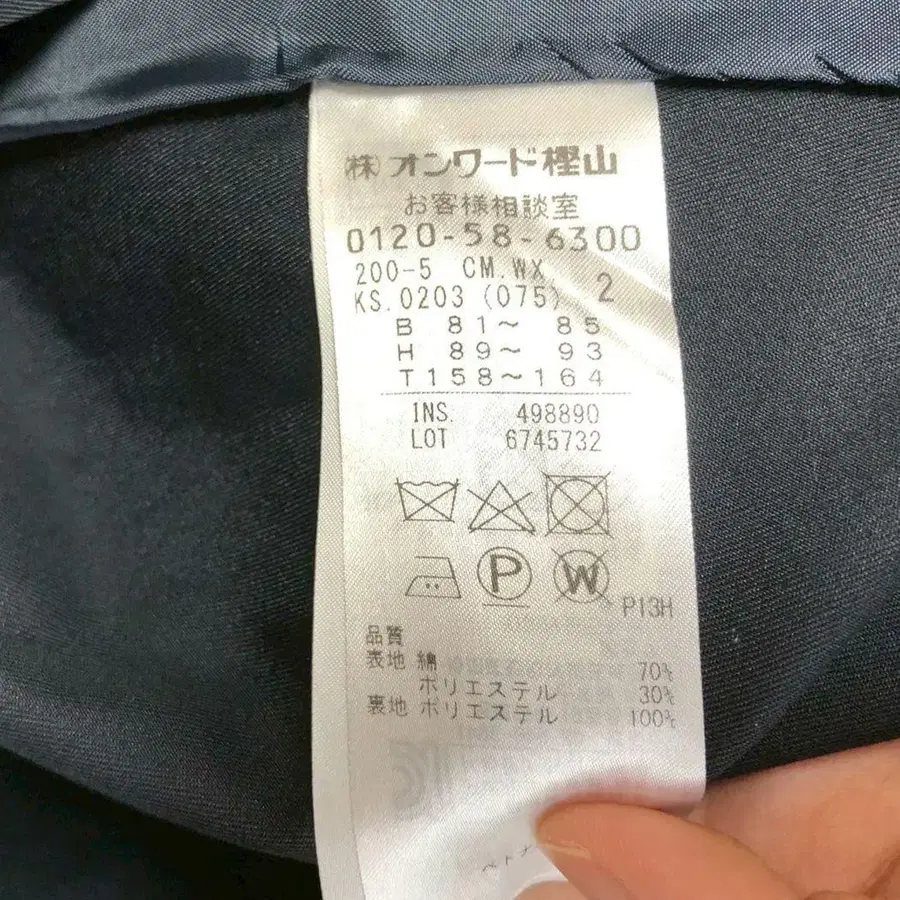 (株)オンワード樫山
お客様相談室
0120-58-6300
200-5 CM.WX
KS.0203 (075) 2
B 81～ 85
H 89～ 93
T158～164
INS. 498890
LOT 6745732
P
W
P13H
品質
表地 綿 70%
ポリエステル 30%
裏地 ポリエステル 100%